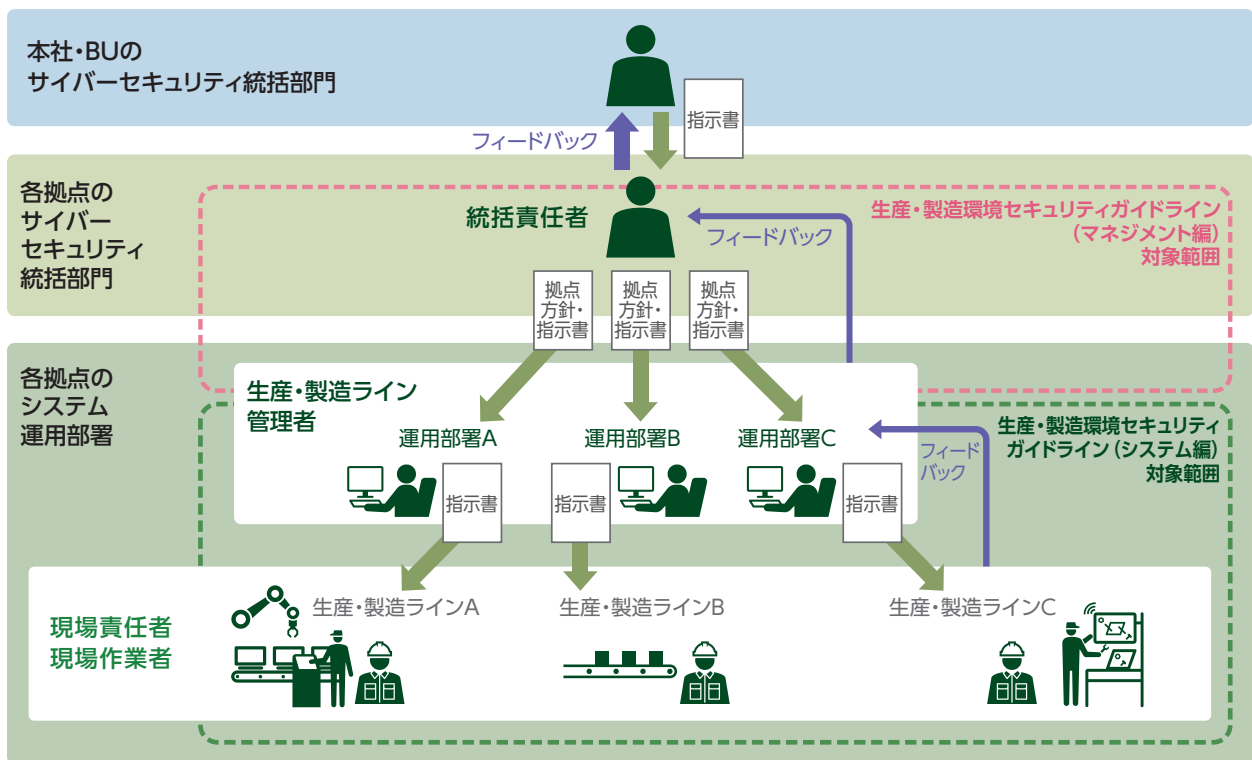 本社・BUの
サイバーセキュリティ統括部門
指示書
フィードバック
各拠点の
サイバー
セキュリティ
統括部門
統括責任者
フィードバック
生産・製造環境セキュリティガイドライン
（マネジメント編）
対象範囲
拠点
方針・
指示書
拠点
方針・
指示書
拠点
方針・
指示書
各拠点の
システム
運用部署
生産・製造ライン
管理者
運用部署A
運用部署B
運用部署C
生産・製造環境セキュリティ
ガイドライン（システム編）
対象範囲
フィード
バック
指示書
指示書
指示書
現場責任者
現場作業者
生産・製造ラインA
生産・製造ラインB
生産・製造ラインC